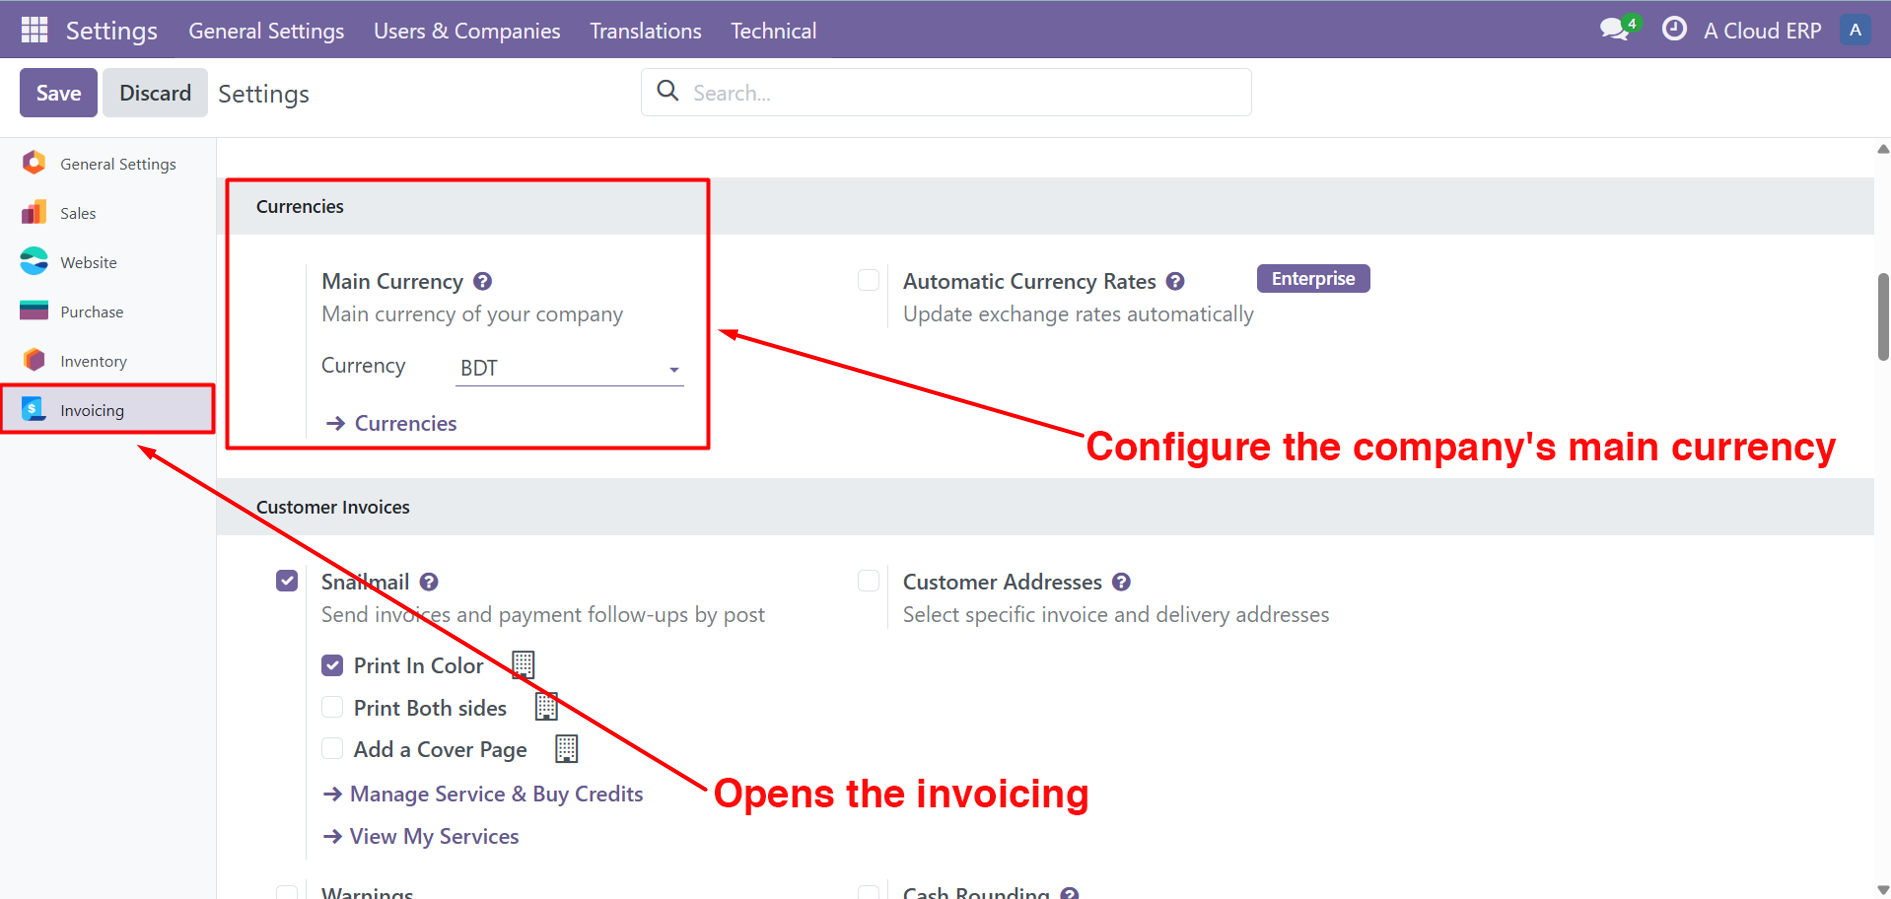 Settings General Settings Users & Companies Translations Technical 4 A Cloud ERP A
Save Discard Settings Search...
General Settings
Sales
Website
Purchase
Inventory
$ Invoicing
Currencies
Main Currency ?
Main currency of your company
Currency BDT
→ Currencies
Automatic Currency Rates ? Enterprise
Update exchange rates automatically
Configure the company's main currency
Customer Invoices
Snailmail ?
Send invoices and payment follow-ups by post
Print In Color
Print Both sides
Add a Cover Page
→ Manage Service & Buy Credits
→ View My Services
Customer Addresses ?
Select specific invoice and delivery addresses
Opens the invoicing
Warnings
Cash Rounding ?